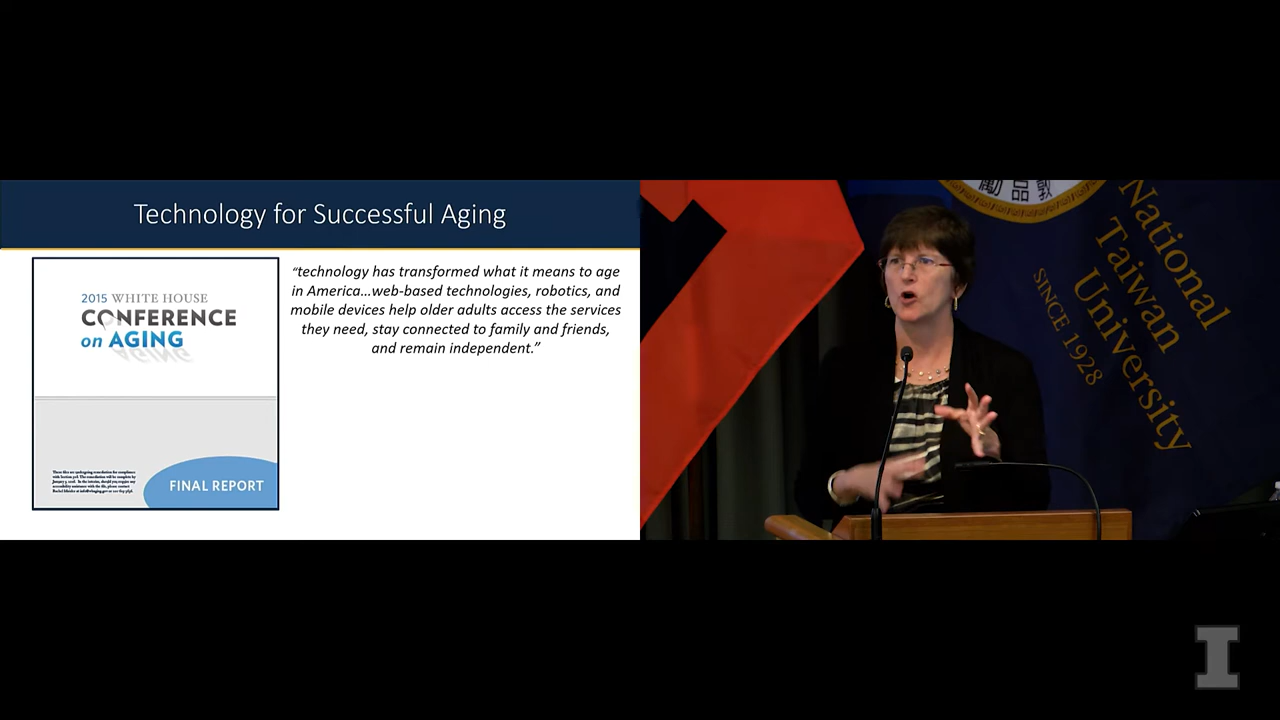 Technology for Successful Aging
2015 WHITE HOUSE
CONFERENCE
on AGING
FINAL REPORT
“technology has transformed what it means to age
in America...web-based technologies, robotics, and
mobile devices help older adults access the services
they need, stay connected to family and friends,
and remain independent.”
National
Taiwan
University
SINCE 1928
I